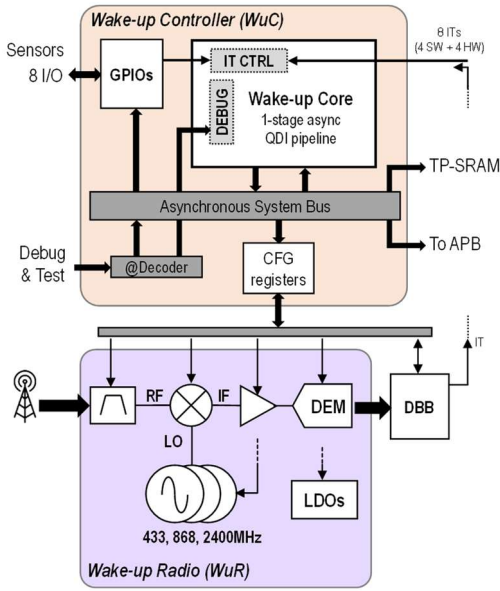 Wake-up Controller (WuC)
Sensors
8 I/O
GPIOs
IT CTRL
8 ITs
(4 SW + 4 HW)
DEBUG
Wake-up Core
1-stage async
QDI pipeline
TP-SRAM
Asynchronous System Bus
To APB
Debug
& Test
@Decoder
CFG
registers
IT
RF
IF
DEM
DBB
LO
LDOs
433, 868, 2400MHz
Wake-up Radio (WuR)